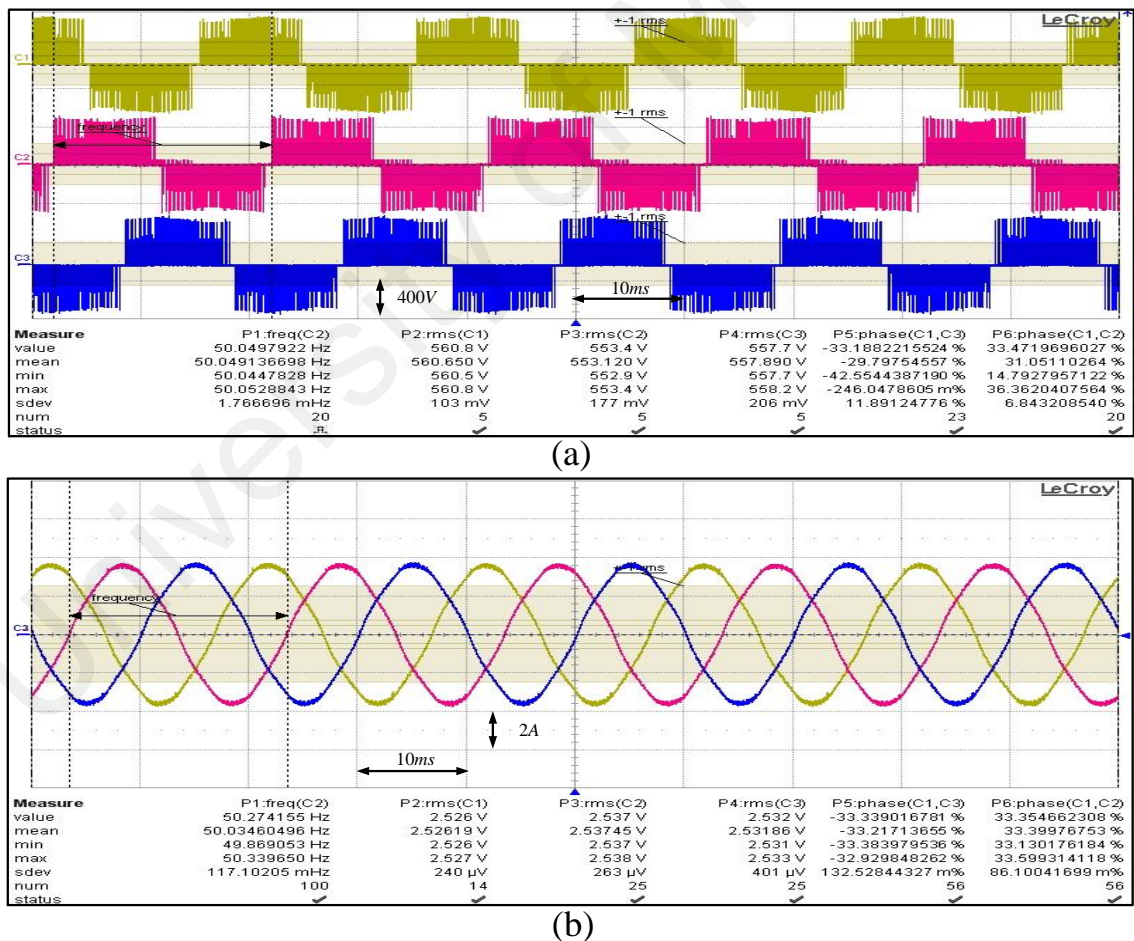 LeCroy
C1
+-1 rms
frequency
+-1 rms
C2
+-1 rms
C3
400V
10ms
Measure P1:freq(C2) P2:rms(C1) P3:rms(C2) P4:rms(C3) P5:phase(C1,C3) P6:phase(C1,C2)
value 50.0497922 Hz 560.8 V 553.4 V 557.7 V -33.1882215524 % 33.4719696027 %
mean 50.049136698 Hz 560.650 V 553.120 V 557.890 V -29.79754557 % 31.05110264 %
min 50.0447828 Hz 560.5 V 552.9 V 557.7 V -42.5544387190 % 14.7927957122 %
max 50.0528843 Hz 560.8 V 553.4 V 558.2 V -246.0478605 m% 36.3620407564 %
sdev 1.766696 mHz 103 mV 177 mV 206 mV 11.89124776 % 6.843208540 %
num 20 5 5 5 23 20
status
(a)
LeCroy
frequency
C3
2A
10ms
Measure P1:freq(C2) P2:rms(C1) P3:rms(C2) P4:rms(C3) P5:phase(C1,C3) P6:phase(C1,C2)
value 50.274155 Hz 2.526 V 2.537 V 2.532 V -33.339016781 % 33.354662308 %
mean 50.03460496 Hz 2.52619 V 2.53745 V 2.53186 V -33.21713655 % 33.39976753 %
min 49.869053 Hz 2.526 V 2.537 V 2.531 V -33.383979536 % 33.130176184 %
max 50.339650 Hz 2.527 V 2.538 V 2.533 V -32.929848262 % 33.599314118 %
sdev 117.10205 mHz 240 µV 263 µV 401 µV 132.52844327 m% 86.10041699 m%
num 100 14 25 25 56 56
status
(b)
University of M